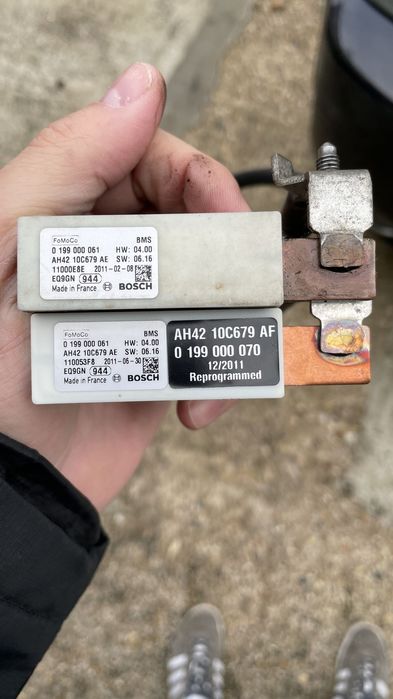 FoMoCo BMS
0 199 000 061 HW: 04.00
AH42 10C679 AE SW: 06.16
11000E8E 2011-02-08
EQ9GN 944
Made in France BOSCH
FoMoCo BMS
0 199 000 061 HW: 04.00
AH42 10C679 AE SW: 06.16
110053F8 2011-06-30
EQ9GN 944
Made in France BOSCH
AH42 10C679 AF
0 199 000 070
12/2011
Reprogrammed